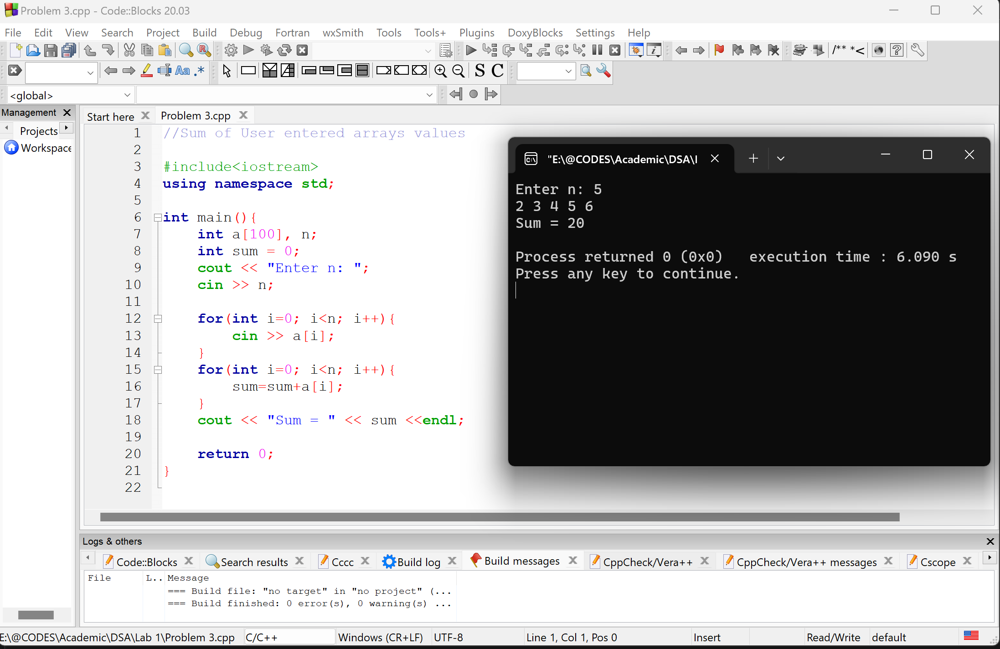 Problem 3.cpp - Code::Blocks 20.03
File Edit View Search Project Build Debug Fortran wxSmith Tools Tools+ Plugins DoxyBlocks Settings Help
/** *<
Aa .* S C
<global>
Management
Projects
Workspace
Start here Problem 3.cpp
1 //Sum of User entered arrays values
2
3 #include<iostream>
4 using namespace std;
5
6 int main(){
7 int a[100], n;
8 int sum = 0;
9 cout << "Enter n: ";
10 cin >> n;
11
12 for(int i=0; i<n; i++){
13 cin >> a[i];
14 }
15 for(int i=0; i<n; i++){
16 sum=sum+a[i];
17 }
18 cout << "Sum = " << sum <<endl;
19
20 return 0;
21 }
22
"E:\@CODES\Academic\DSA\l
Enter n: 5
2 3 4 5 6
Sum = 20
Process returned 0 (0x0) execution time : 6.090 s
Press any key to continue.
Logs & others
Code::Blocks Search results Cccc Build log Build messages CppCheck/Vera++ CppCheck/Vera++ messages Cscope
File L.. Message
=== Build file: "no target" in "no project" (...
=== Build finished: 0 error(s), 0 warning(s) ...
E:\@CODES\Academic\DSA\Lab 1\Problem 3.cpp C/C++ Windows (CR+LF) UTF-8 Line 1, Col 1, Pos 0 Insert Read/Write default